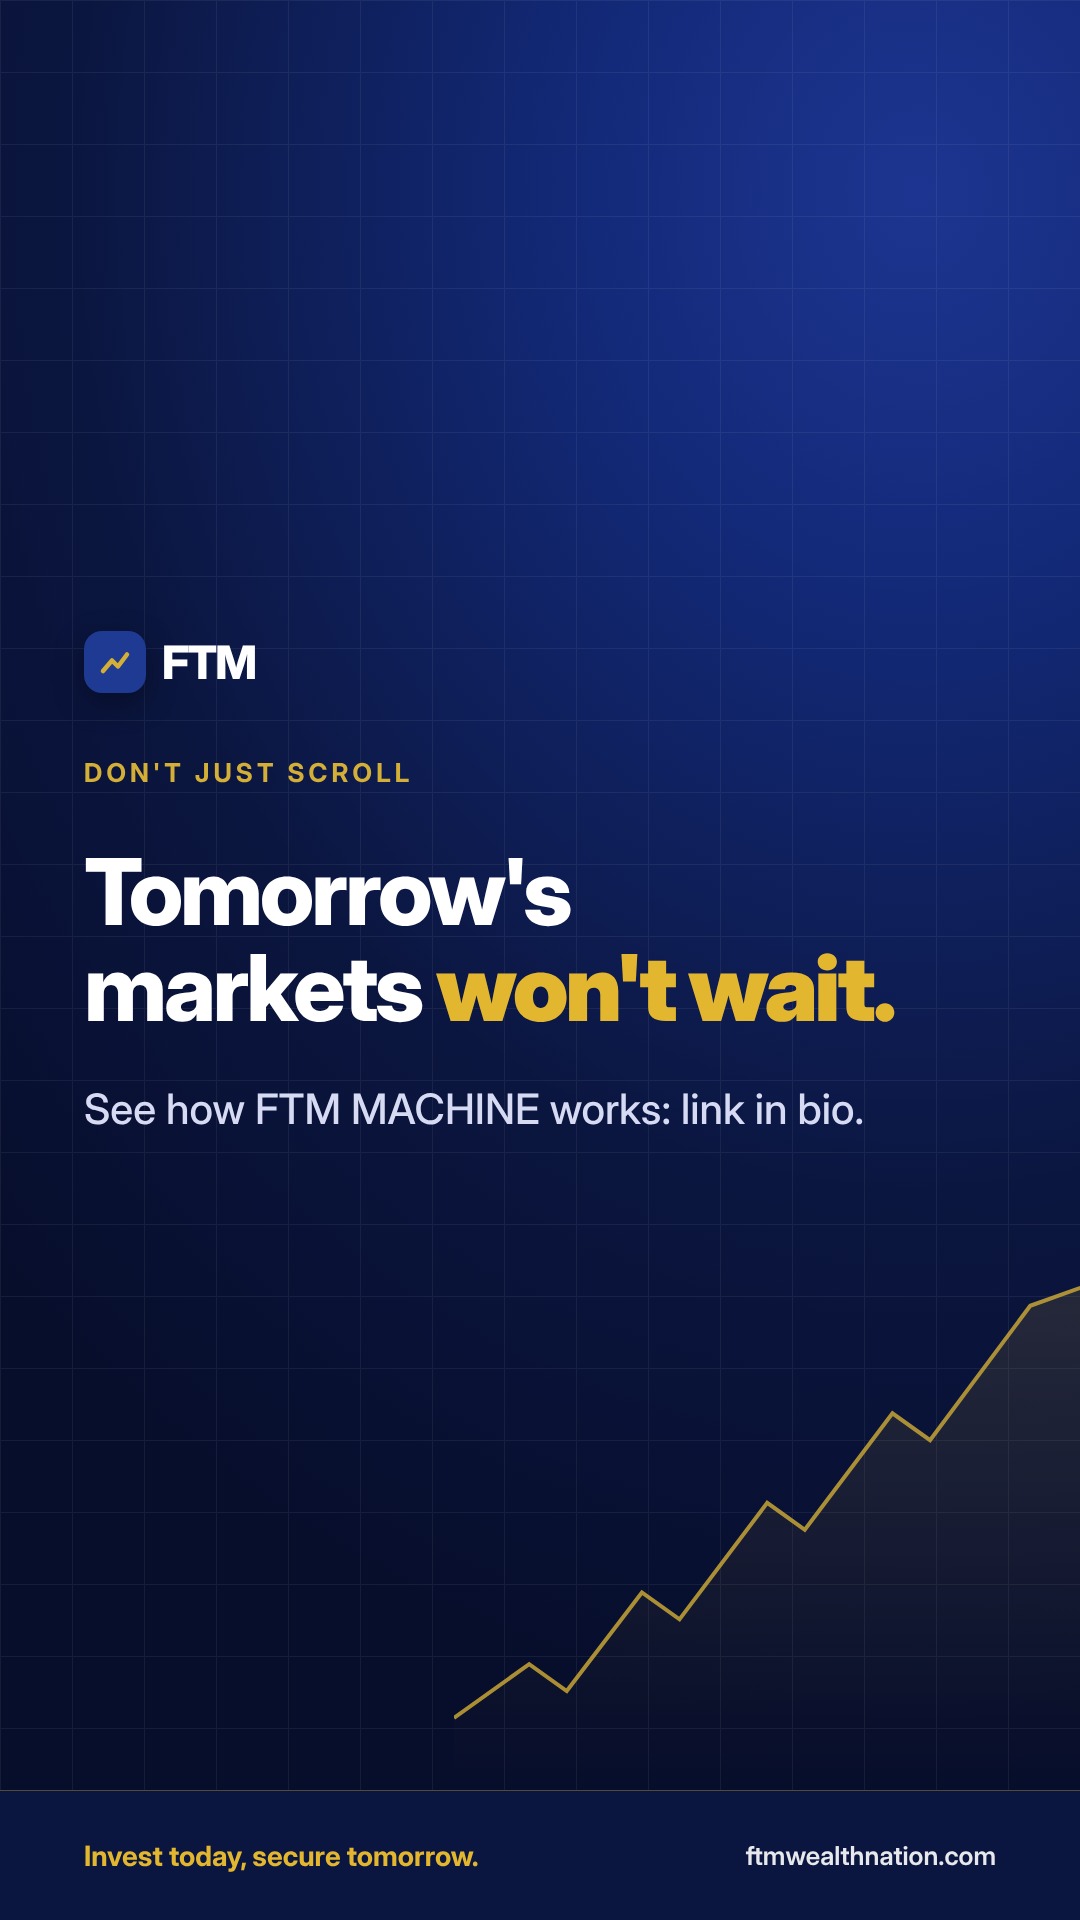 FTM
DON'T JUST SCROLL
Tomorrow's
markets won't wait.
See how FTM MACHINE works: link in bio.
Invest today, secure tomorrow.
ftmwealthnation.com